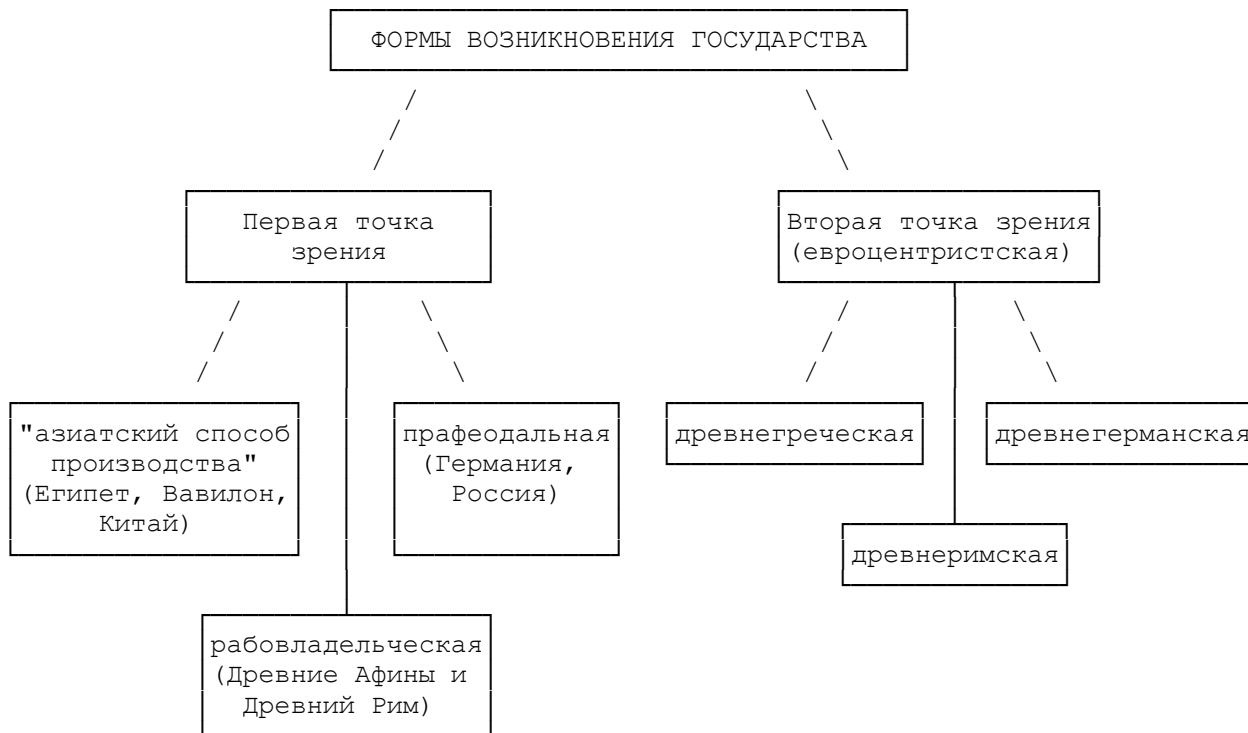 ФОРМЫ ВОЗНИКНОВЕНИЯ ГОСУДАРСТВА
Первая точка
зрения
Вторая точка зрения
(евроцентристская)
"азиатский способ
производства"
(Египет, Вавилон,
Китай)
прафеодальная
(Германия,
Россия)
древнегреческая
древнегерманская
древнеримская
рабовладельческая
(Древние Афины и
Древний Рим)